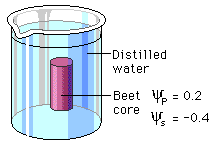 Distilled
water
Beet ψP = 0.2
core ψs = -0.4